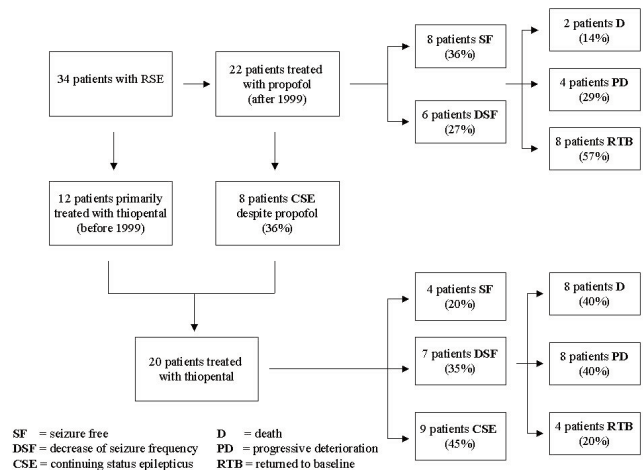 34 patients with RSE
22 patients treated
with propofol
(after 1999)
8 patients SF
(36%)
6 patients DSF
(27%)
2 patients D
(14%)
4 patients PD
(29%)
8 patients RTB
(57%)
12 patients primarily
treated with thiopental
(before 1999)
8 patients CSE
despite propofol
(36%)
20 patients treated
with thiopental
4 patients SF
(20%)
7 patients DSF
(35%)
9 patients CSE
(45%)
8 patients D
(40%)
8 patients PD
(40%)
4 patients RTB
(20%)
SF = seizure free
DSF = decrease of seizure frequency
CSE = continuing status epilepticus
D = death
PD = progressive deterioration
RTB = returned to baseline